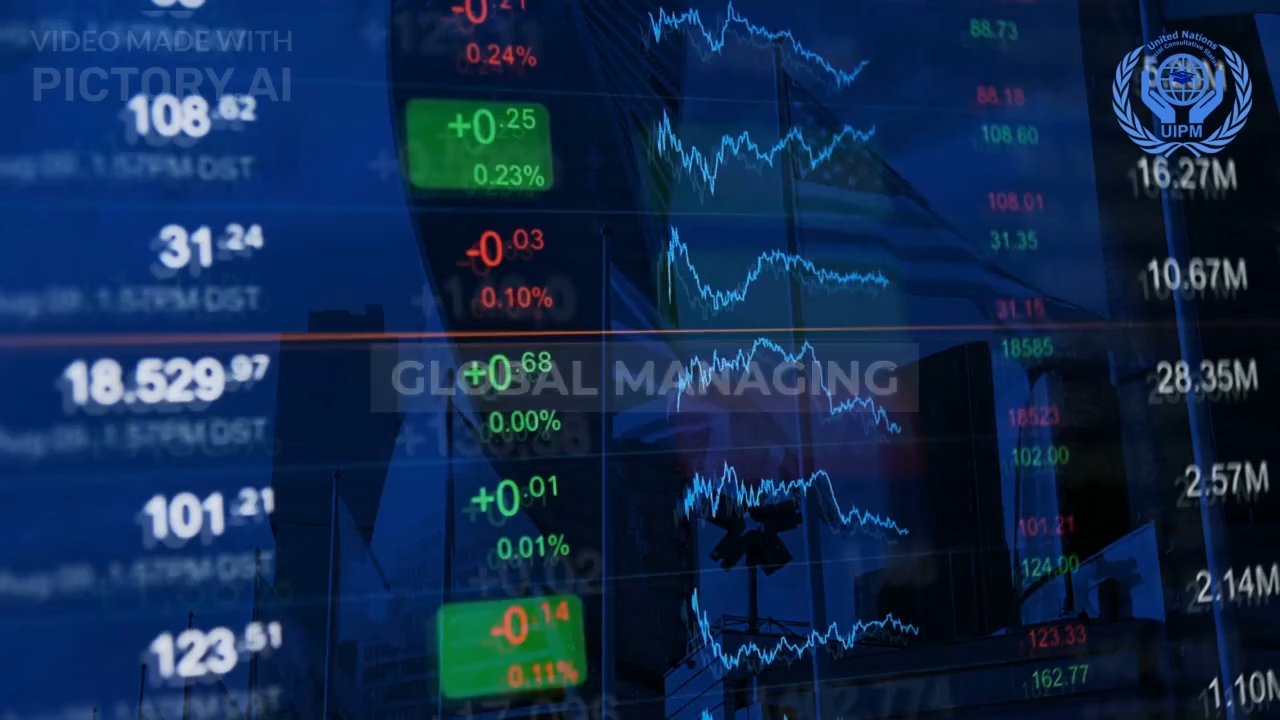 VIDEO MADE WITH
PICTORY.AI
United Nations
UIPM
-0.21
0.24%
88.73
108.62
+0.25
0.23%
88.18
108.60
16.27M
31.24
-0.03
0.10%
108.01
31.35
10.67M
31.15
18.529.97
+0.68
0.00%
18585
28.35M
GLOBAL MANAGING
18523
102.00
101.21
+0.01
0.01%
2.57M
101.21
124.00
123.51
-0.14
0.11%
2.14M
123.33
162.77
1.10M